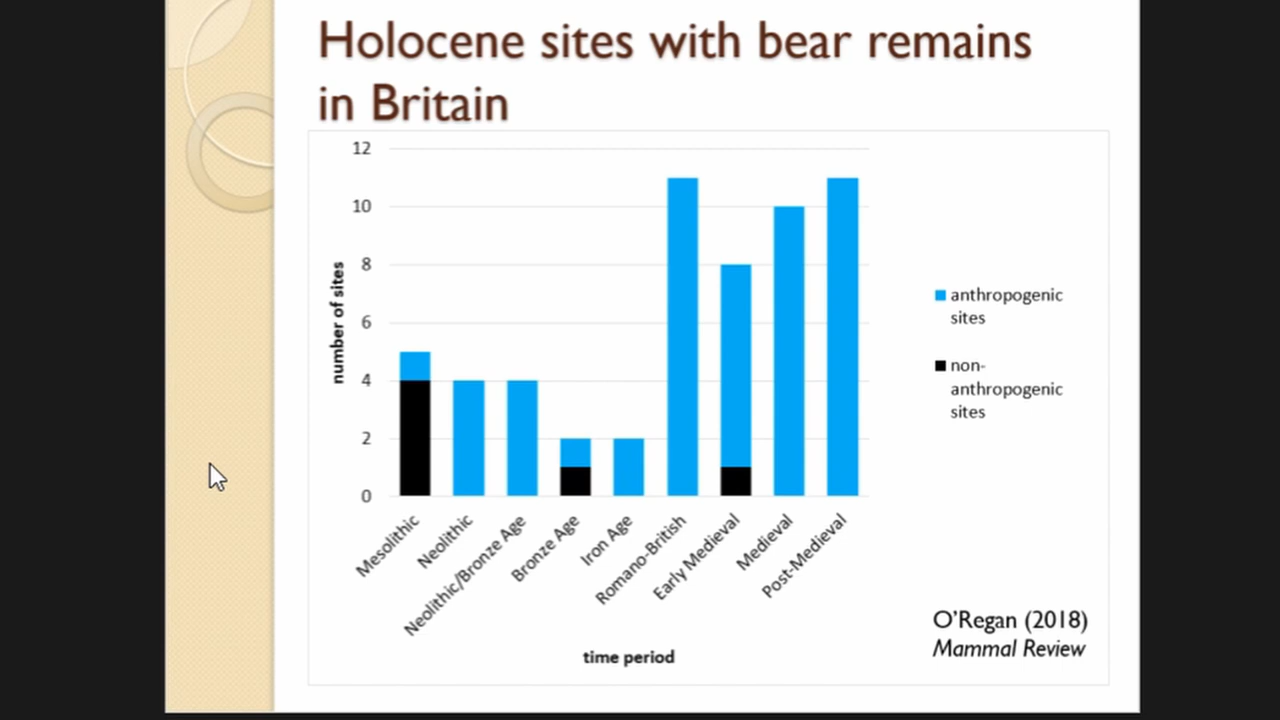 Holocene sites with bear remains
in Britain
12
10
8
6
4
2
0
number of sites
Mesolithic
Neolithic
Neolithic/Bronze Age
Bronze Age
Iron Age
Romano-British
Early Medieval
Medieval
Post-Medieval
time period
anthropogenic
sites
non-
anthropogenic
sites
O'Regan (2018)
Mammal Review